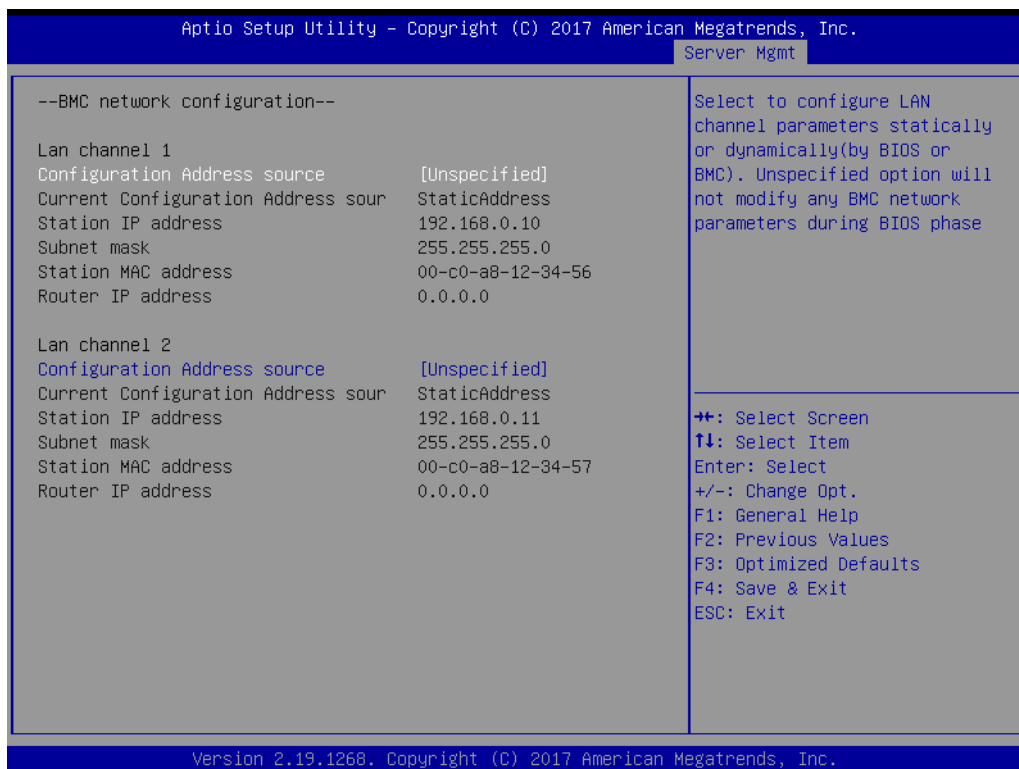 Aptio Setup Utility – Copyright (C) 2017 American Megatrends, Inc.
Server Mgmt
--BMC network configuration--
Lan channel 1
Configuration Address source [Unspecified]
Current Configuration Address sour StaticAddress
Station IP address 192.168.0.10
Subnet mask 255.255.255.0
Station MAC address 00-c0-a8-12-34-56
Router IP address 0.0.0.0
Lan channel 2
Configuration Address source [Unspecified]
Current Configuration Address sour StaticAddress
Station IP address 192.168.0.11
Subnet mask 255.255.255.0
Station MAC address 00-c0-a8-12-34-57
Router IP address 0.0.0.0
Select to configure LAN
channel parameters statically
or dynamically(by BIOS or
BMC). Unspecified option will
not modify any BMC network
parameters during BIOS phase
→←: Select Screen
↑↓: Select Item
Enter: Select
+/-: Change Opt.
F1: General Help
F2: Previous Values
F3: Optimized Defaults
F4: Save & Exit
ESC: Exit
Version 2.19.1268. Copyright (C) 2017 American Megatrends, Inc.